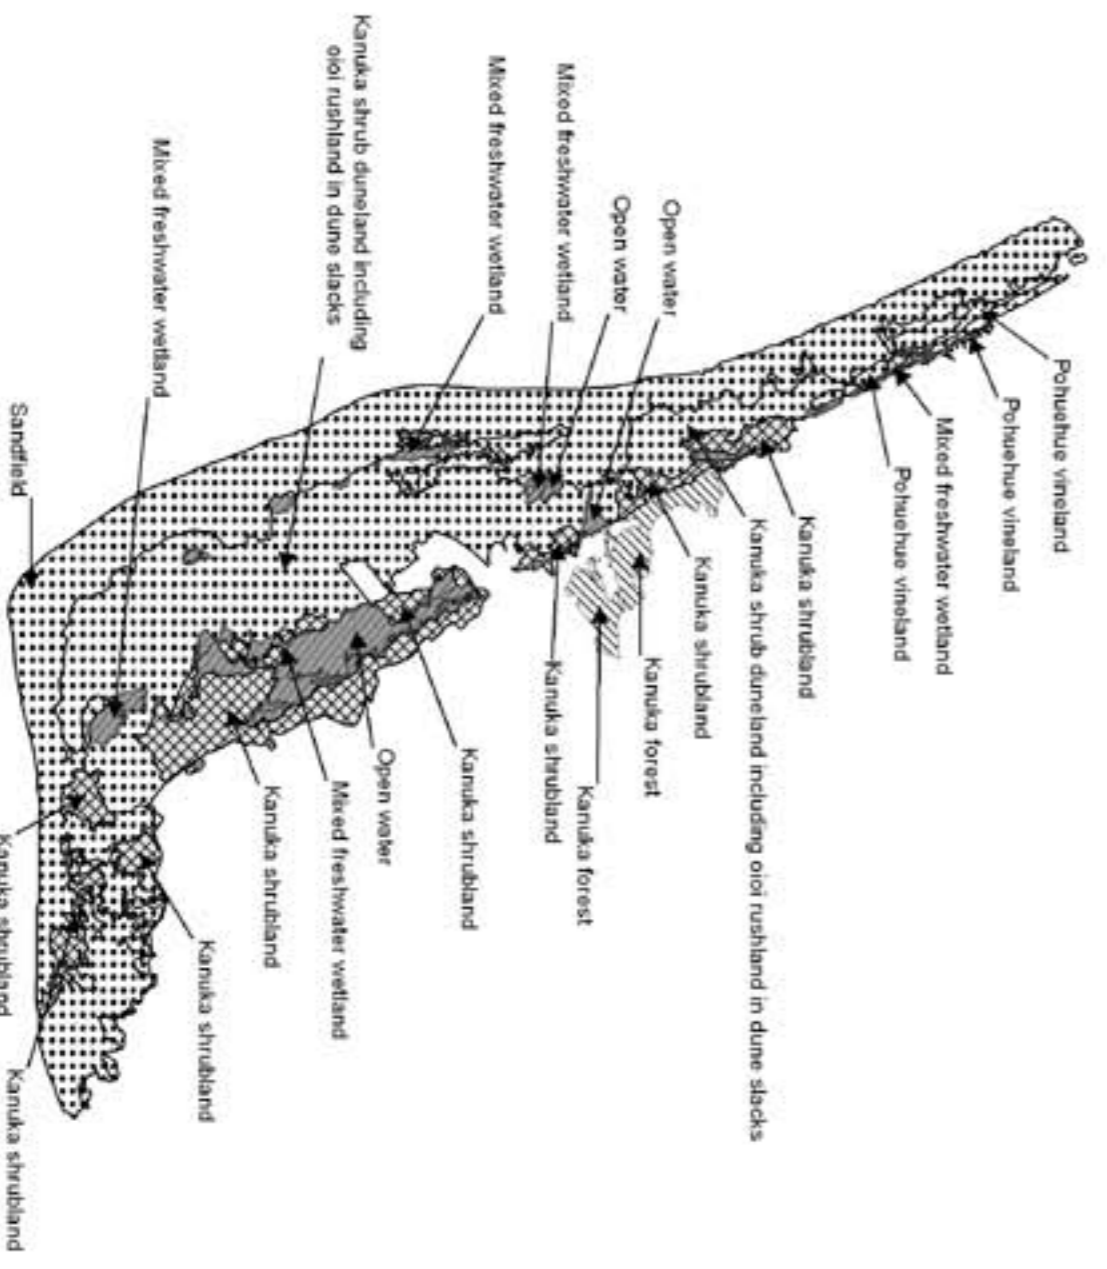 Pohuehue vineland
Pohuehue vineland
Mixed freshwater wetland
Pohuehue vineland
Kanuka shrubland
Kanuka shrub duneland including oioi rushland in dune slacks
Kanuka shrubland
Open water
Kanuka forest
Open water
Kanuka forest
Mixed freshwater wetland
Kanuka shrubland
Mixed freshwater wetland
Kanuka shrubland
Open water
Kanuka shrub duneland including
oioi rushland in dune slacks
Mixed freshwater wetland
Kanuka shrubland
Kanuka shrubland
Mixed freshwater wetland
Sandfield
Kanuka shrubland
Kanuka shrubland